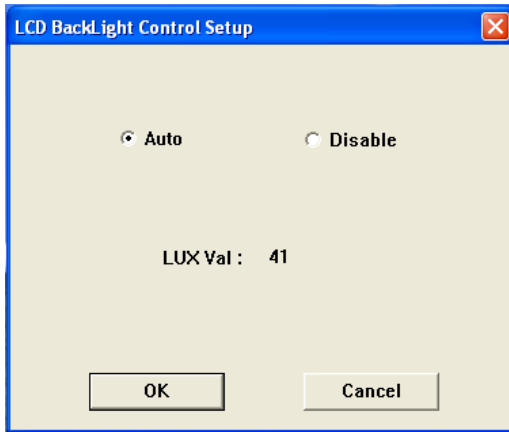 LCD BackLight Control Setup
Auto Disable
LUX Val : 41
OK Cancel